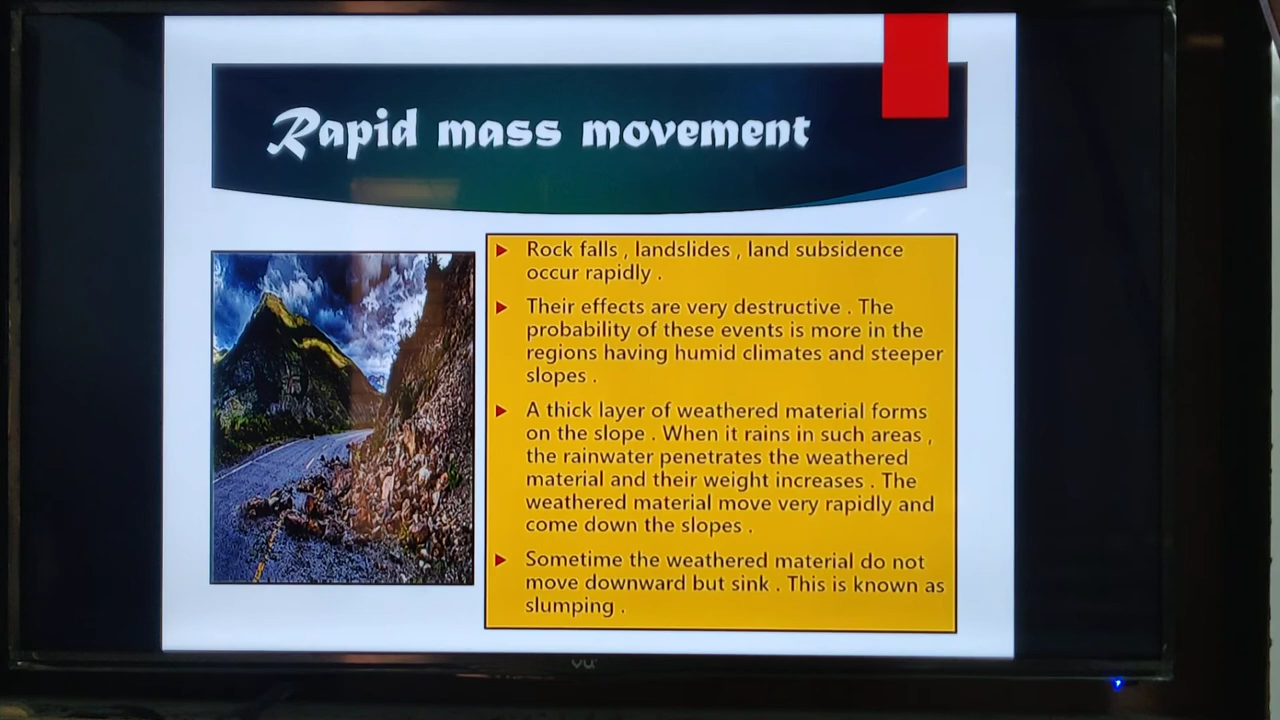 Rapid mass movement
Rock falls , landslides , land subsidence
occur rapidly .
Their effects are very destructive . The
probability of these events is more in the
regions having humid climates and steeper
slopes .
A thick layer of weathered material forms
on the slope . When it rains in such areas ,
the rainwater penetrates the weathered
material and their weight increases . The
weathered material move very rapidly and
come down the slopes .
Sometime the weathered material do not
move downward but sink . This is known as
slumping .
Vu